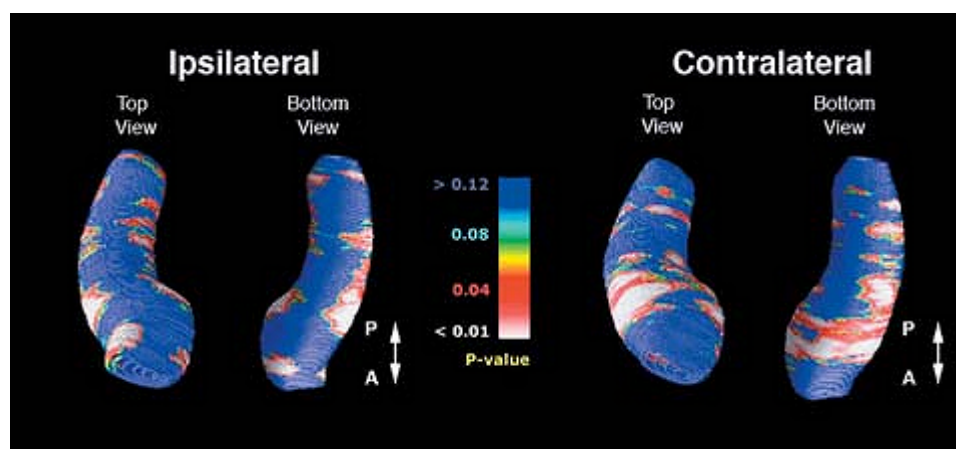 Ipsilateral
Contralateral
Top
View
Bottom
View
Top
View
Bottom
View
> 0.12
0.08
0.04
< 0.01
P-value
P
A
P
A